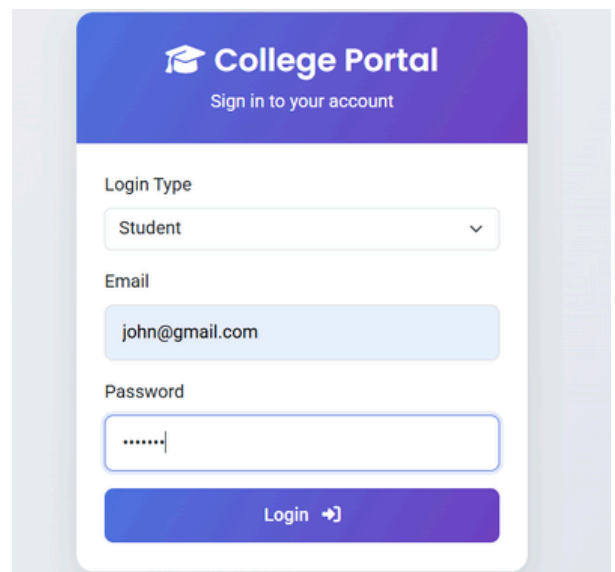 College Portal
Sign in to your account
Login Type
Student
Email
john@gmail.com
Password
•••••••
Login